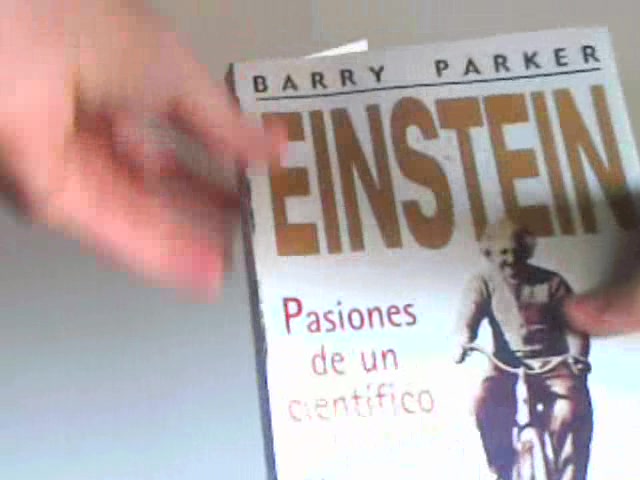 BARRY PARKER
EINSTEIN
Pasiones
de un
científico